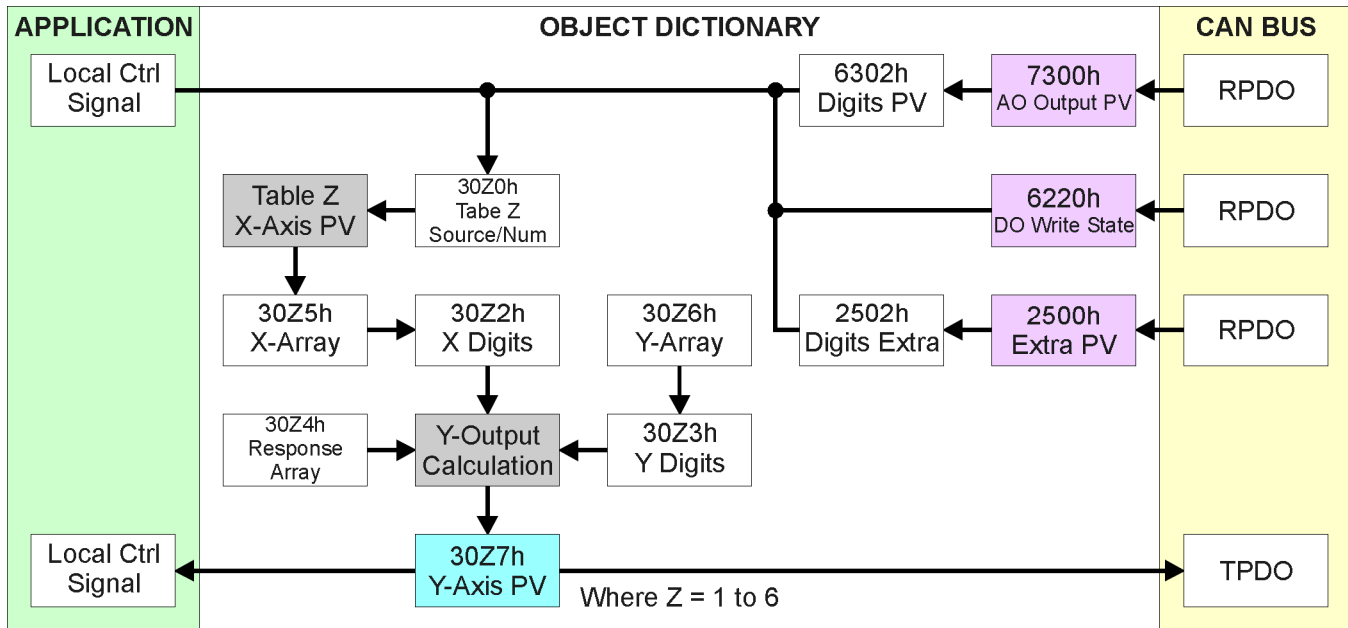 APPLICATION
OBJECT DICTIONARY
CAN BUS
Local Ctrl
Signal
6302h
Digits PV
7300h
AO Output PV
RPDO
Table Z
X-Axis PV
30Z0h
Tabe Z
Source/Num
6220h
DO Write State
RPDO
30Z5h
X-Array
30Z2h
X Digits
30Z6h
Y-Array
2502h
Digits Extra
2500h
Extra PV
RPDO
30Z4h
Response
Array
Y-Output
Calculation
30Z3h
Y Digits
Local Ctrl
Signal
30Z7h
Y-Axis PV
Where Z = 1 to 6
TPDO